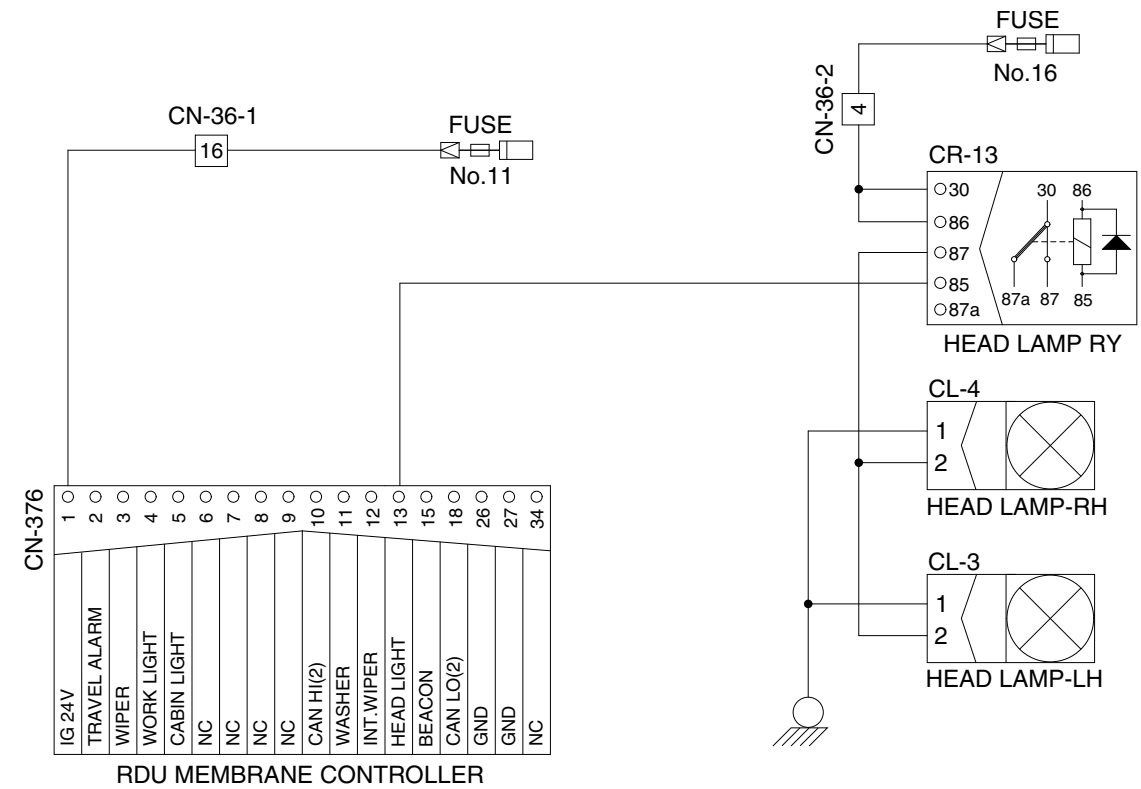 FUSE
No.16
CN-36-2
4
CN-36-1
16
FUSE
No.11
CR-13
30
86
87
85
87a
30 86
87a 87 85
HEAD LAMP RY
CL-4
1
2
HEAD LAMP-RH
CL-3
1
2
HEAD LAMP-LH
CN-376
1 2 3 4 5 6 7 8 9 10 11 12 13 15 18 26 27 34
IG 24V
TRAVEL ALARM
WIPER
WORK LIGHT
CABIN LIGHT
NC
NC
NC
NC
CAN HI(2)
WASHER
INT.WIPER
HEAD LIGHT
BEACON
CAN LO(2)
GND
GND
NC
RDU MEMBRANE CONTROLLER